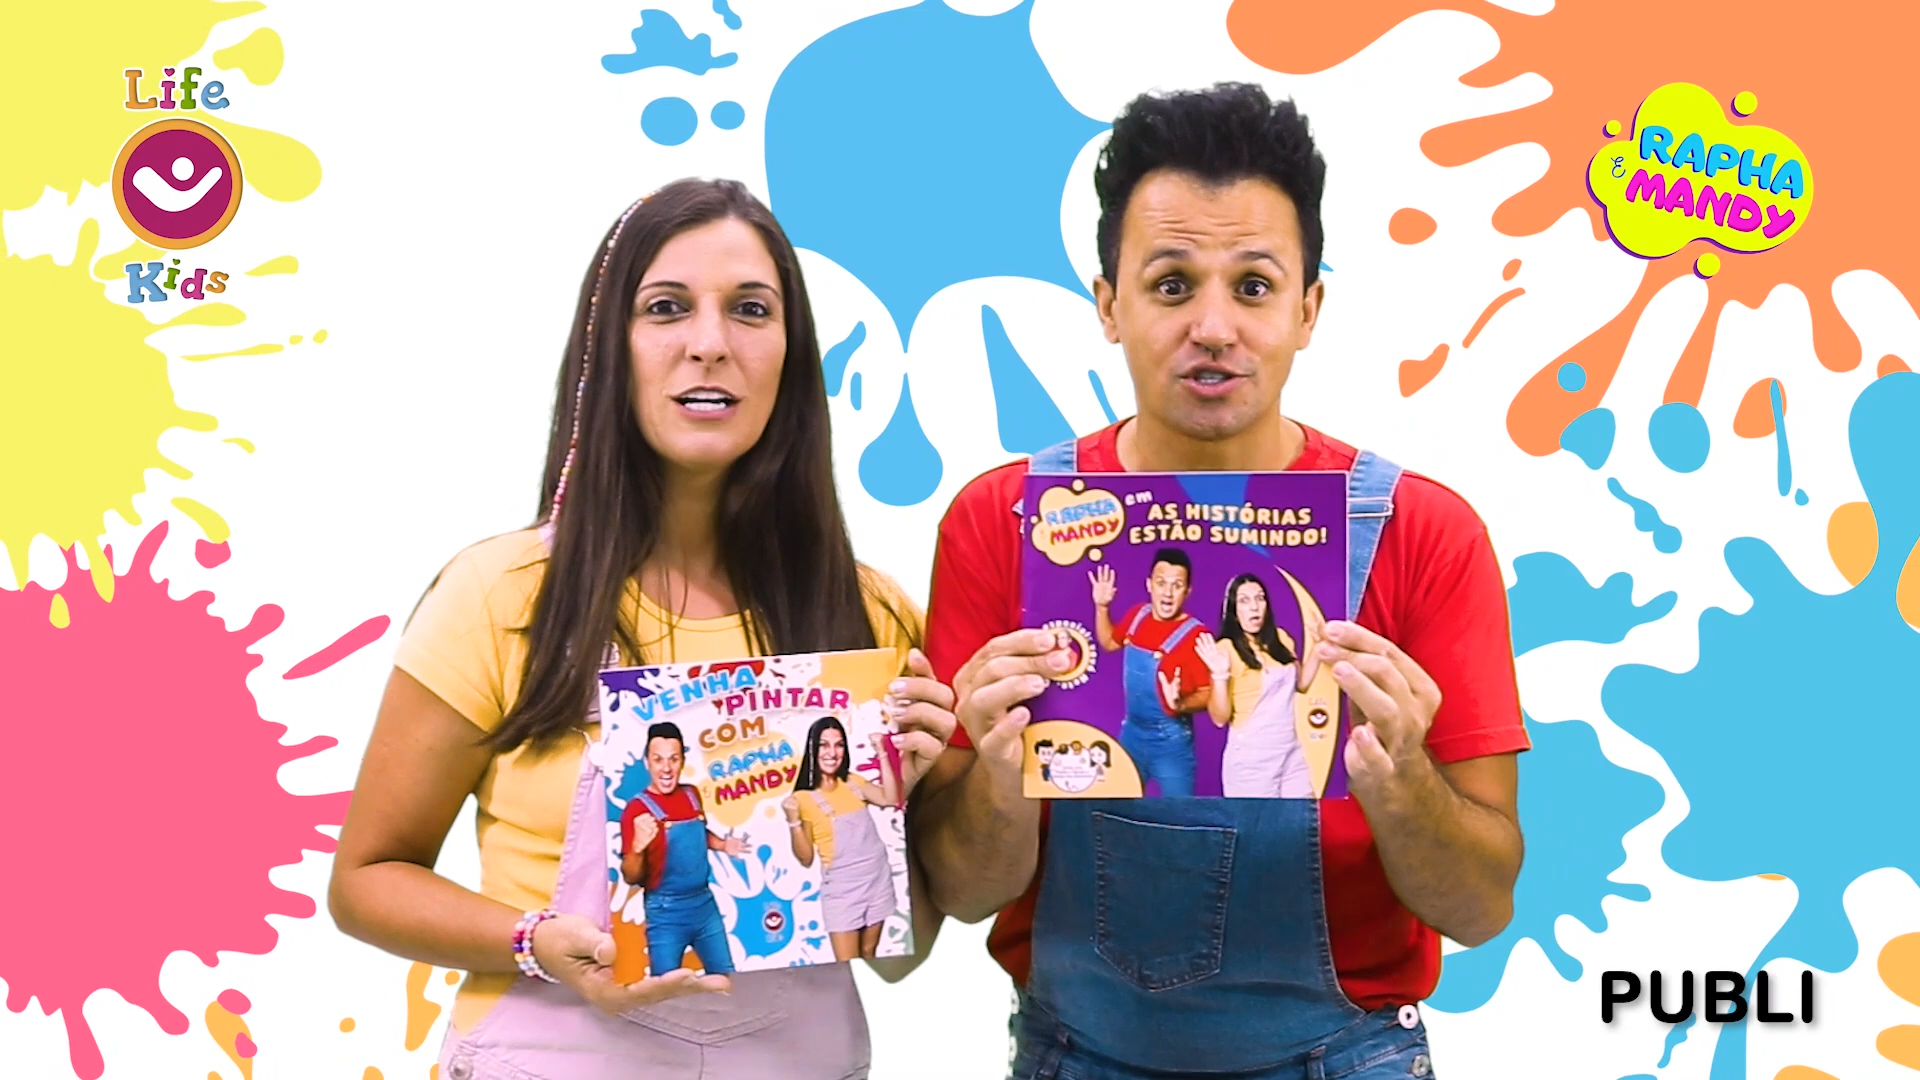 Life
Kids
RAPHA
E MANDY
RAPHA
MANDY
em
AS HISTÓRIAS
ESTÃO SUMINDO!
VENHA
PINTAR
COM
RAPHA
E MANDY
PUBLI